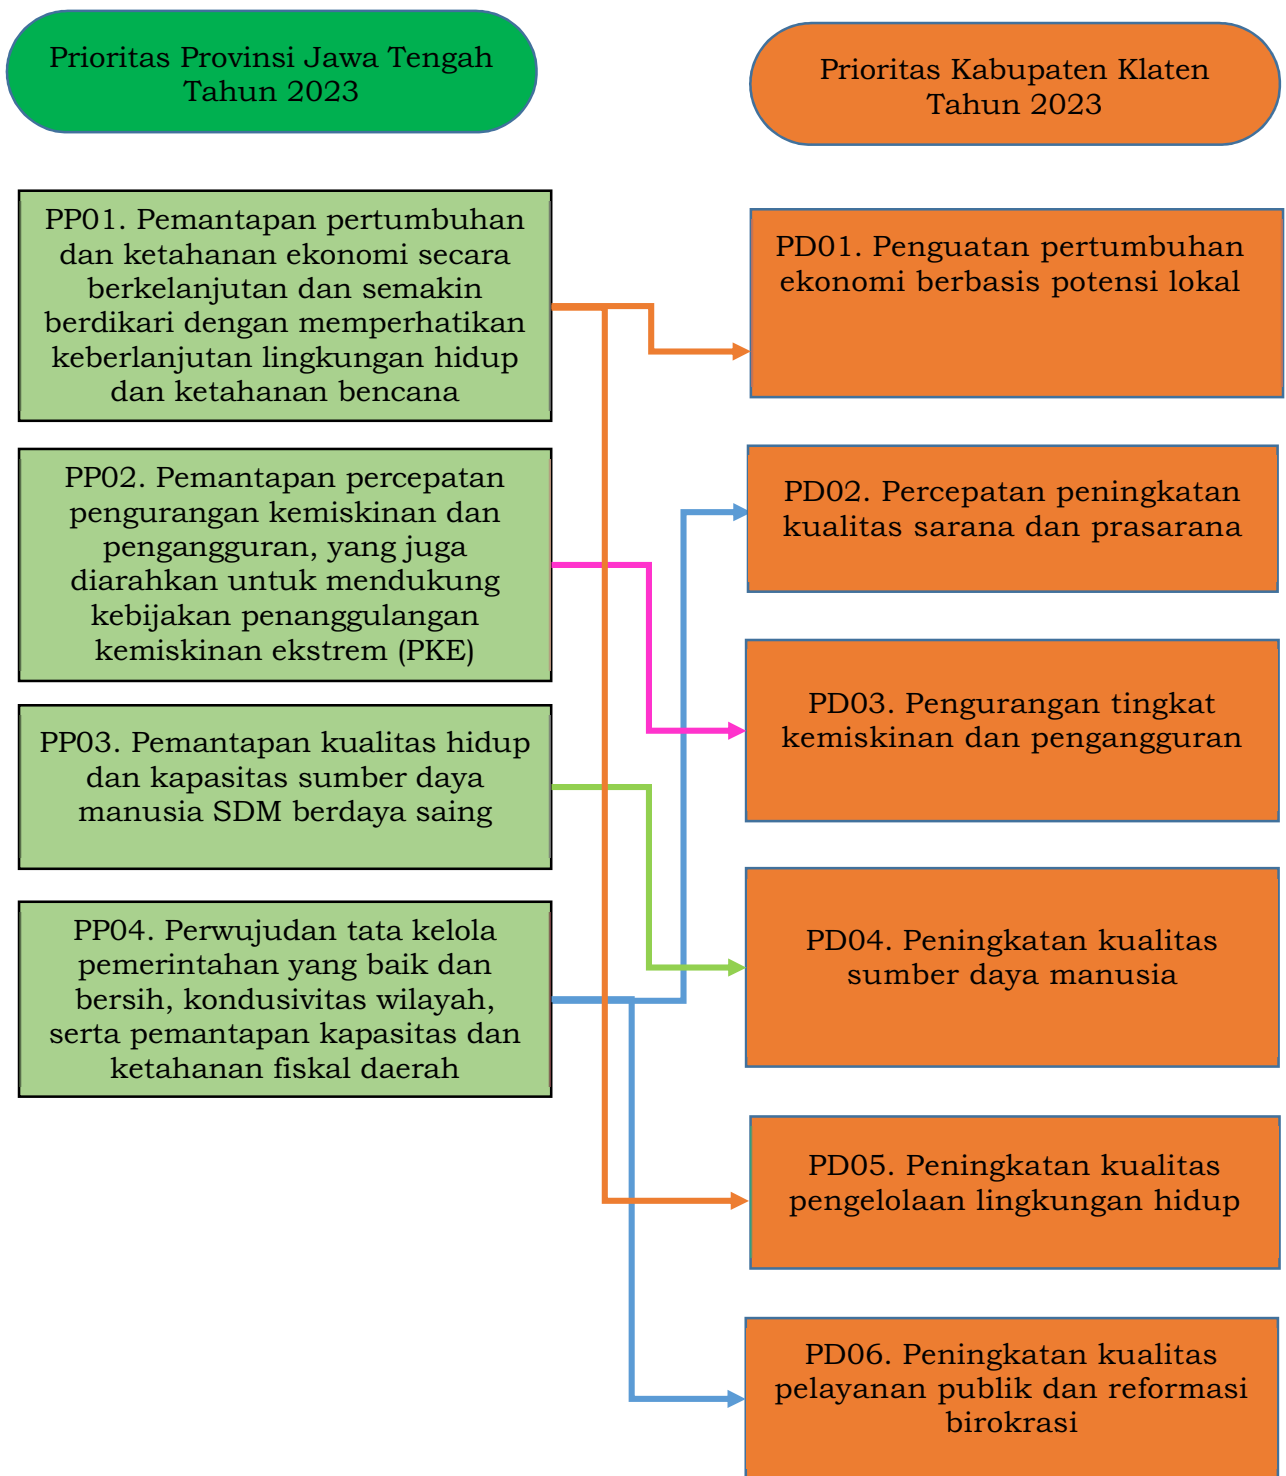 Prioritas Provinsi Jawa Tengah
Tahun 2023
Prioritas Kabupaten Klaten
Tahun 2023
PP01. Pemantapan pertumbuhan
dan ketahanan ekonomi secara
berkelanjutan dan semakin
berdikari dengan memperhatikan
keberlanjutan lingkungan hidup
dan ketahanan bencana
PP02. Pemantapan percepatan
pengurangan kemiskinan dan
pengangguran, yang juga
diarahkan untuk mendukung
kebijakan penanggulangan
kemiskinan ekstrem (PKE)
PP03. Pemantapan kualitas hidup
dan kapasitas sumber daya
manusia SDM berdaya saing
PP04. Perwujudan tata kelola
pemerintahan yang baik dan
bersih, kondusivitas wilayah,
serta pemantapan kapasitas dan
ketahanan fiskal daerah
PD01. Penguatan pertumbuhan
ekonomi berbasis potensi lokal
PD02. Percepatan peningkatan
kualitas sarana dan prasarana
PD03. Pengurangan tingkat
kemiskinan dan pengangguran
PD04. Peningkatan kualitas
sumber daya manusia
PD05. Peningkatan kualitas
pengelolaan lingkungan hidup
PD06. Peningkatan kualitas
pelayanan publik dan reformasi
birokrasi